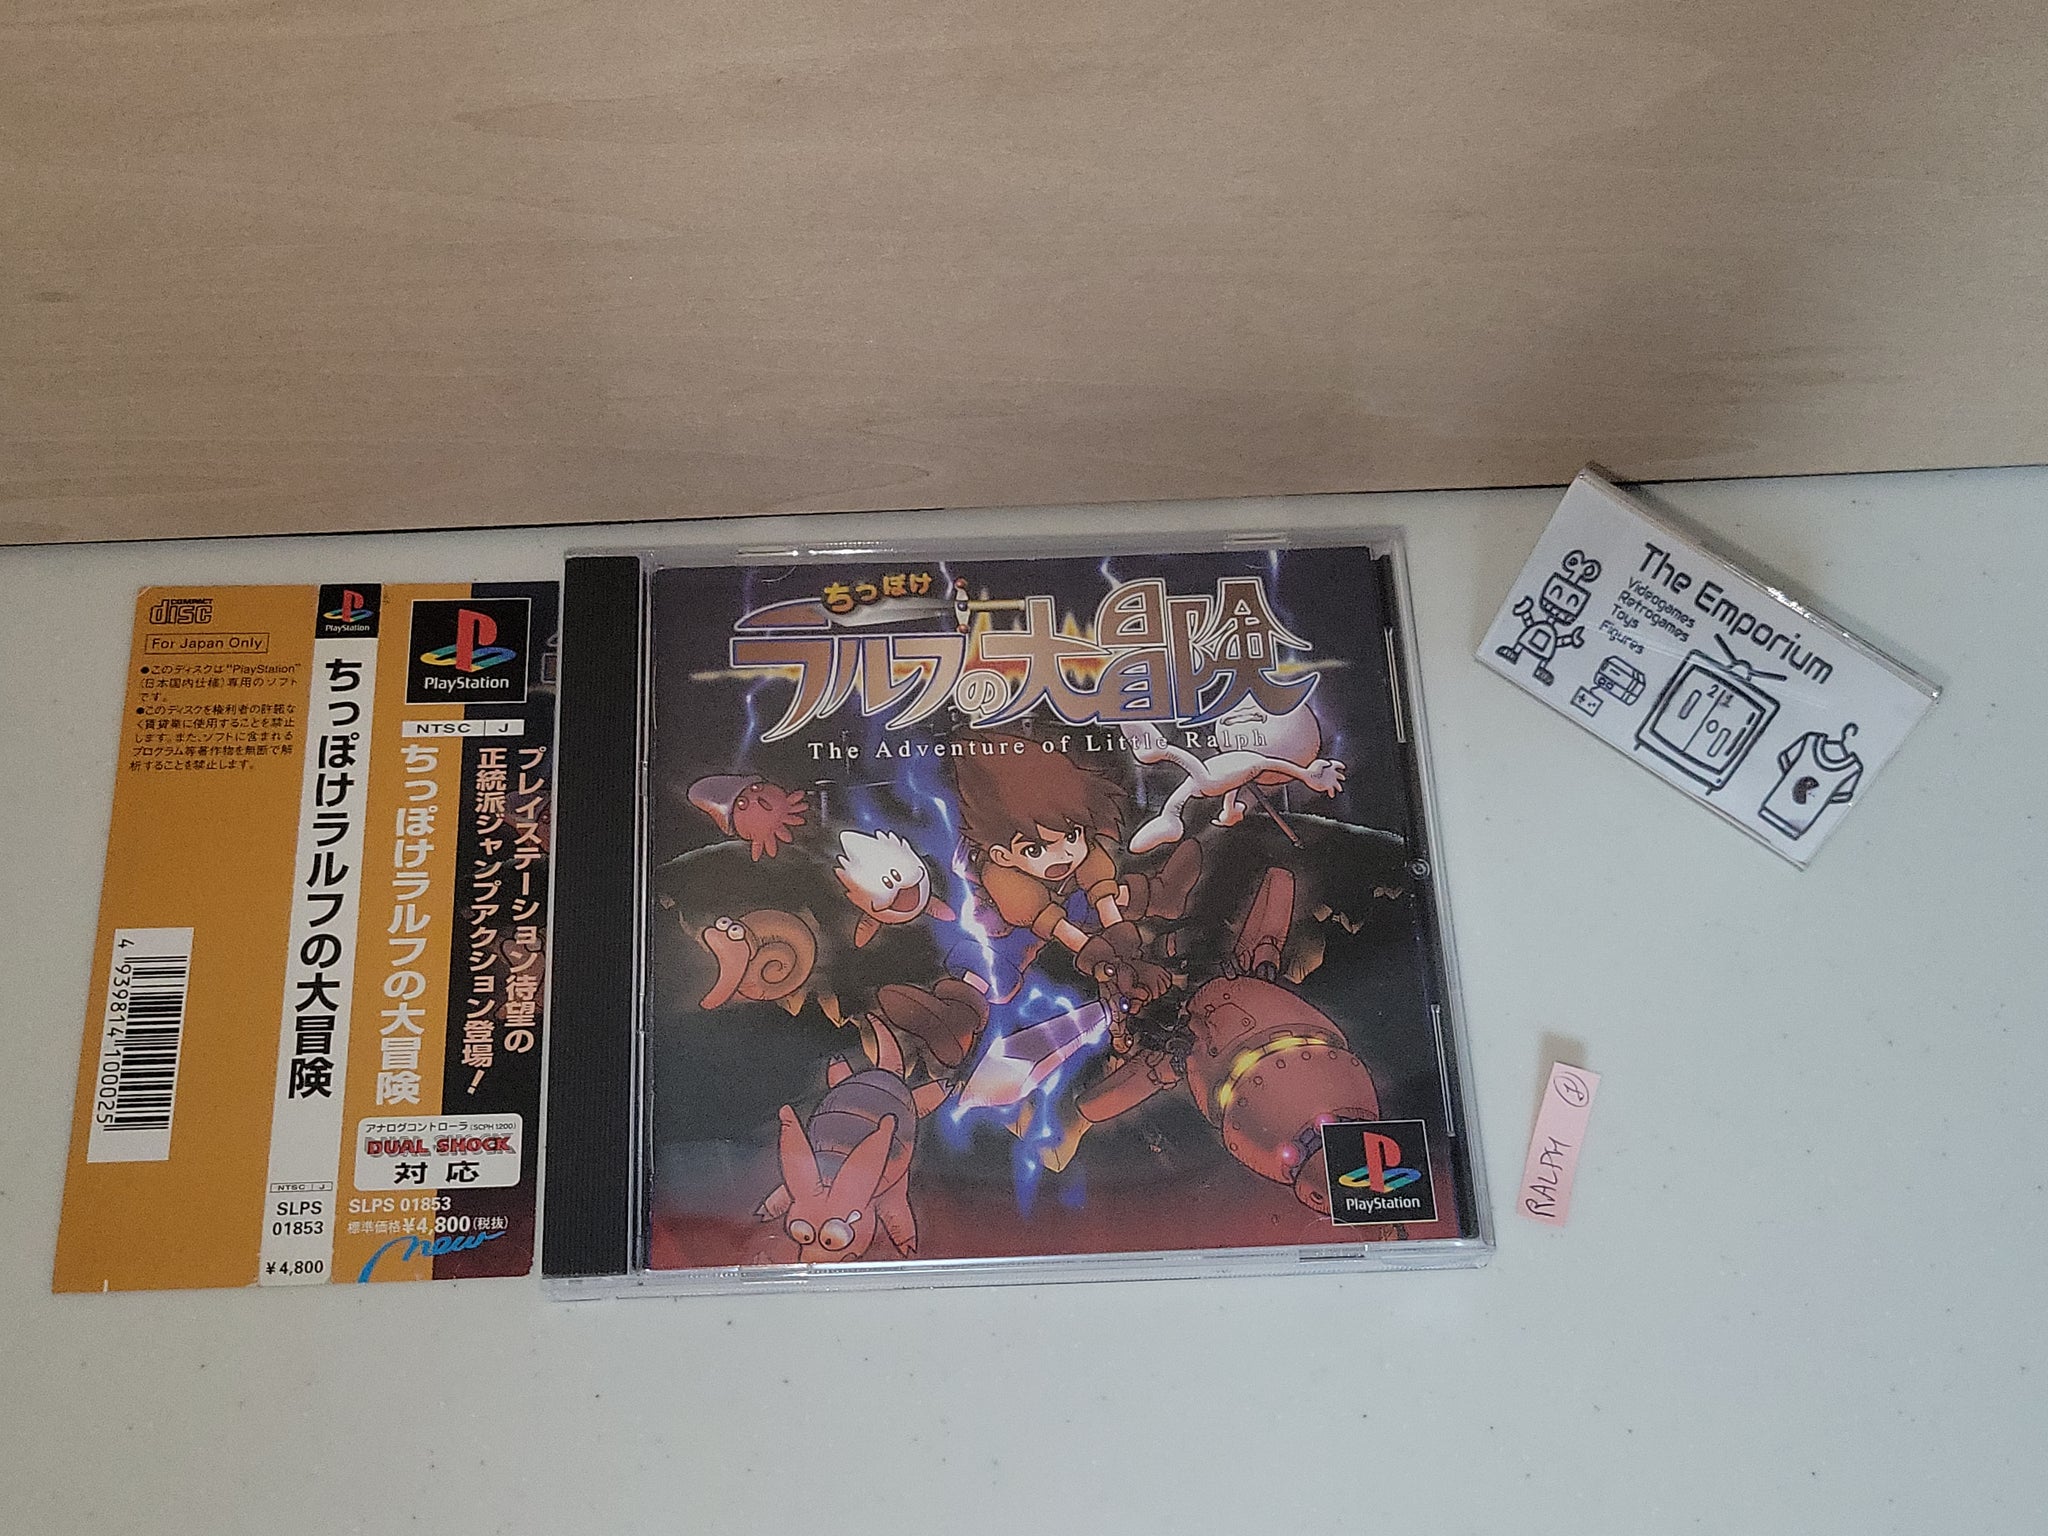 COMPACT
disc
For Japan Only
●このディスクは"PlayStation"
(日本国内仕様)専用のソフト
です。
●このディスクを権利者の許諾な
く賃貸業に使用することを禁止
します。また、ソフトに含まれる
プログラム等著作物を無断で解
析することを禁止します。
4 939814 100025
PlayStation
ちっぽけラルフの大冒険
NTSC J
SLPS
01853
¥4,800
PlayStation
NTSC J
プレイステーション待望の
正統派ジャンプアクション登場!
ちっぽけラルフの大冒険
アナログコントローラ(SCPH1200)
DUAL SHOCK
対応
SLPS 01853
標準価格¥4,800(税抜)
new
ちっぽけ
ラルフの大冒険
The Adventure of Little Ralph
PlayStation
The Emporium
Videogames
Retrogames
Toys
Figures
21
RALPH